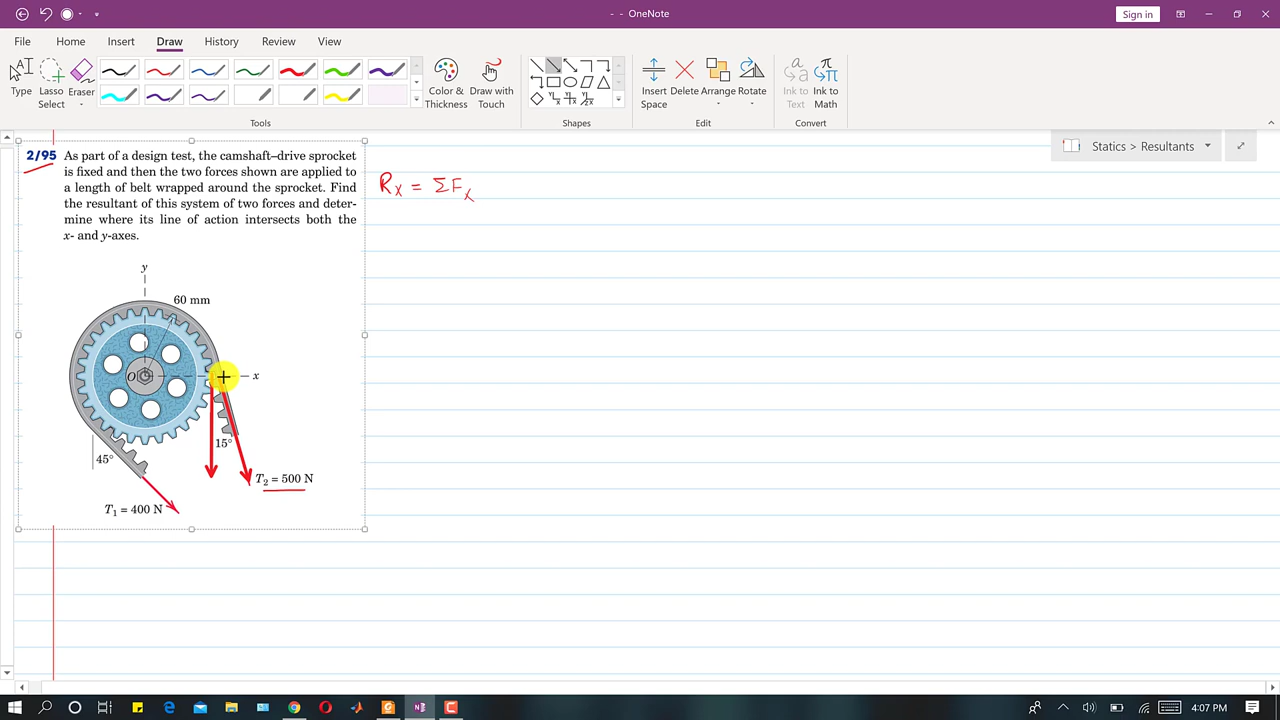 - - OneNote
Sign in
File Home Insert Draw History Review View
Type Lasso Select Eraser Color & Thickness Draw with Touch Insert Space Delete Arrange Rotate Ink to Text Ink to Math
Tools Shapes Edit Convert
Statics > Resultants
2/95 As part of a design test, the camshaft–drive sprocket
is fixed and then the two forces shown are applied to
a length of belt wrapped around the sprocket. Find
the resultant of this system of two forces and deter-
mine where its line of action intersects both the
x- and y-axes.
Rx = ΣFx
y
60 mm
O
x
15°
45°
T2 = 500 N
T1 = 400 N
4:07 PM